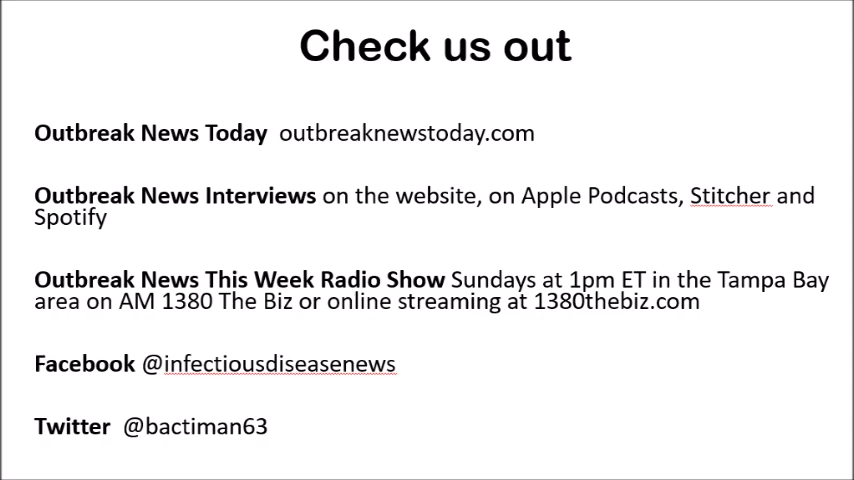 Check us out
Outbreak News Today outbreaknewstoday.com
Outbreak News Interviews on the website, on Apple Podcasts, Stitcher and
Spotify
Outbreak News This Week Radio Show Sundays at 1pm ET in the Tampa Bay
area on AM 1380 The Biz or online streaming at 1380thebiz.com
Facebook @infectiousdiseasenews
Twitter @bactiman63